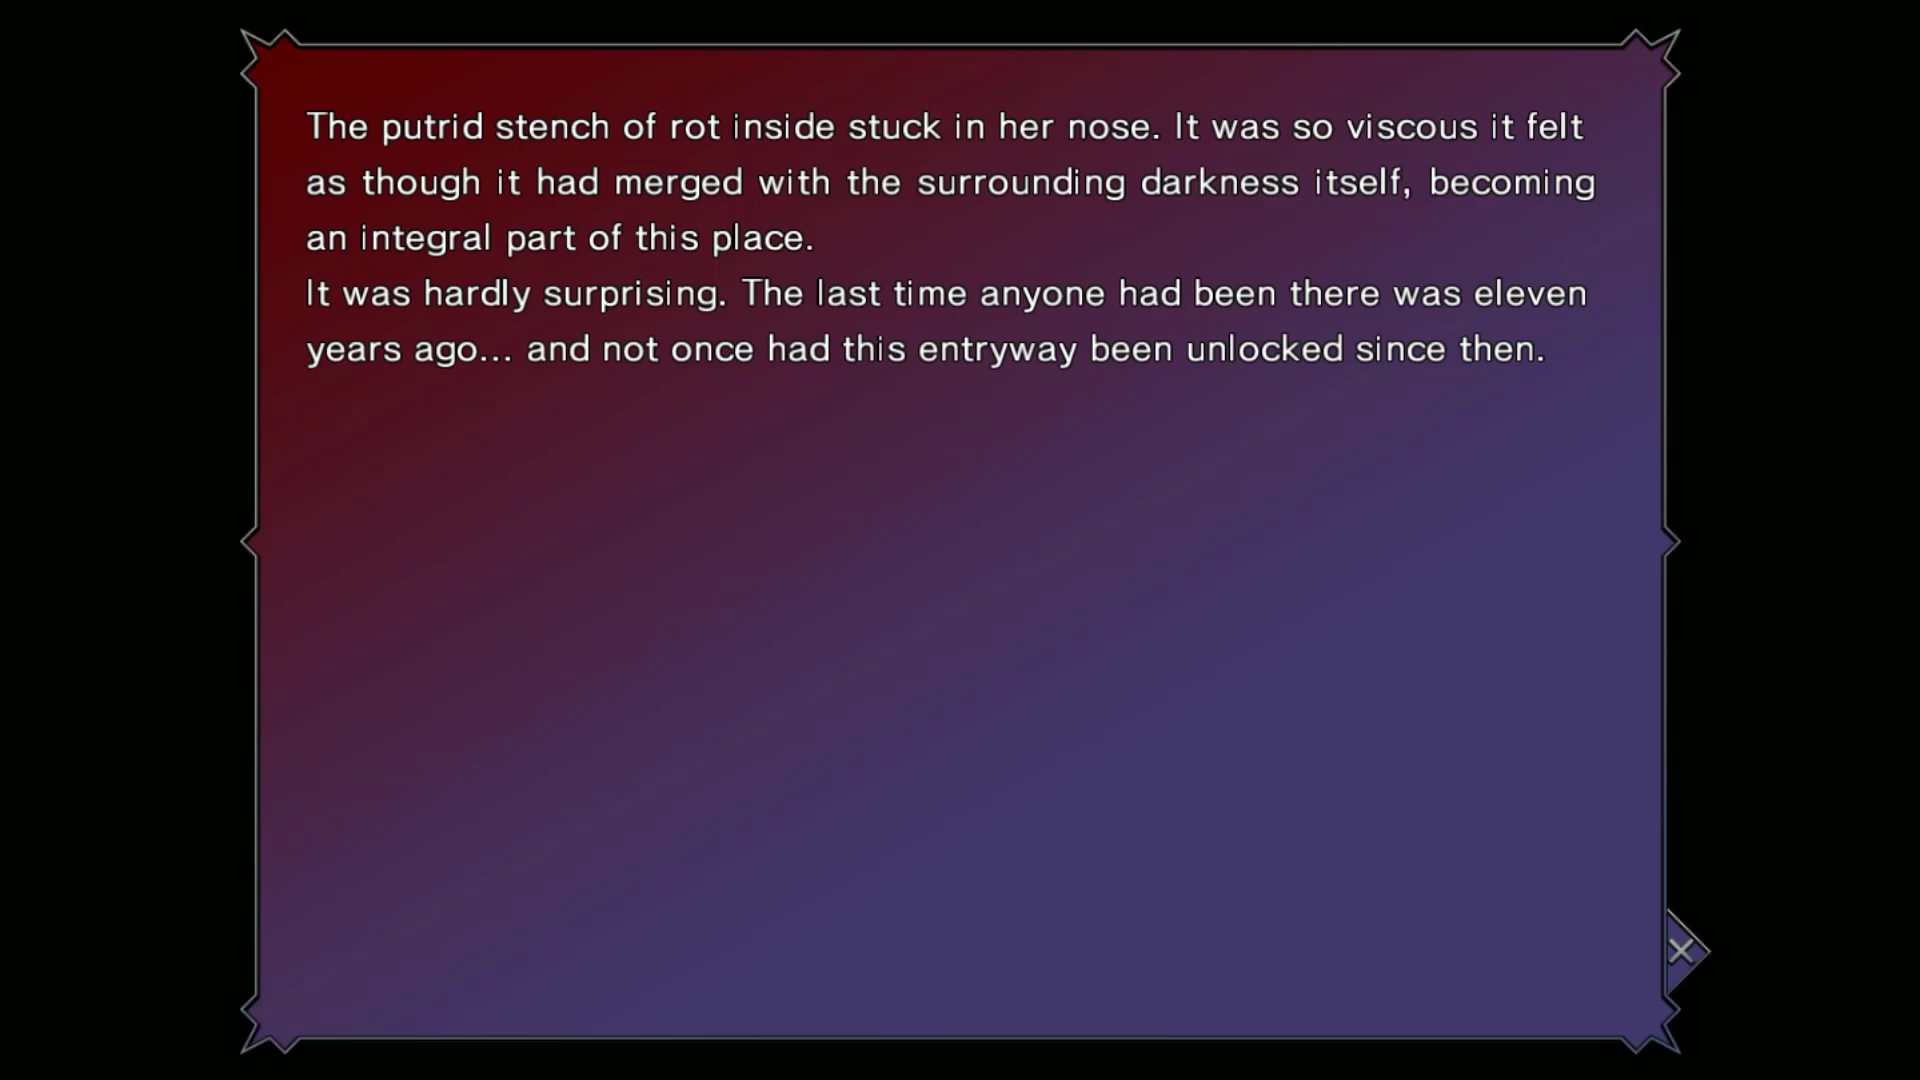 The putrid stench of rot inside stuck in her nose. It was so viscous it felt
as though it had merged with the surrounding darkness itself, becoming
an integral part of this place.
It was hardly surprising. The last time anyone had been there was eleven
years ago... and not once had this entryway been unlocked since then.